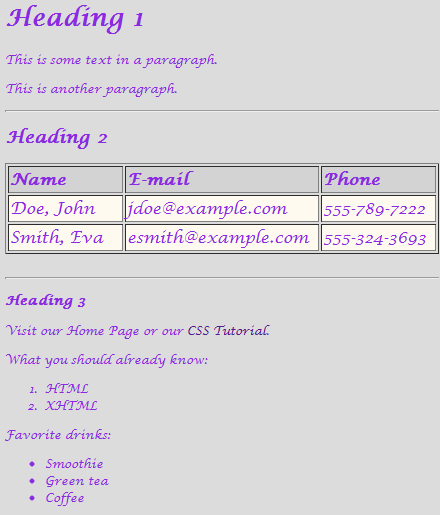 Heading 1
This is some text in a paragraph.
This is another paragraph.
Heading 2
Name E-mail Phone
Doe, John jdoe@example.com 555-789-7222
Smith, Eva esmith@example.com 555-324-3693
Heading 3
Visit our Home Page or our CSS Tutorial.
What you should already know:
1. HTML
2. XHTML
Favorite drinks:
• Smoothie
• Green tea
• Coffee